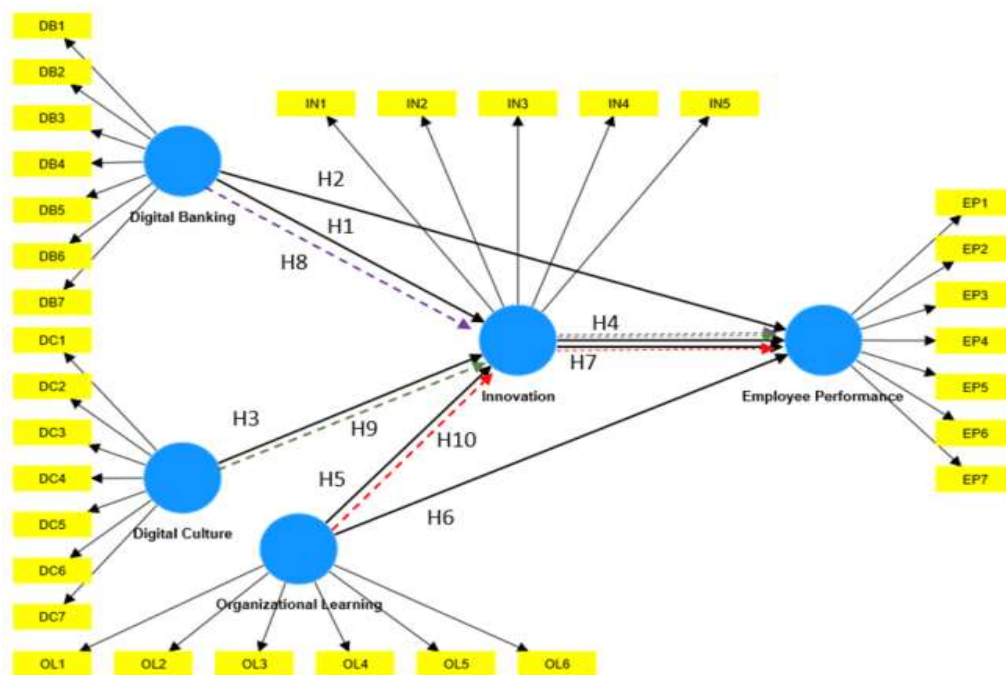 DB1
DB2
DB3
DB4
DB5
DB6
DB7
Digital Banking
IN1 IN2 IN3 IN4 IN5
H2
H1
H8
EP1
EP2
EP3
EP4
EP5
EP6
EP7
H4
H7
Innovation
Employee Performance
DC1
DC2
DC3
DC4
DC5
DC6
DC7
Digital Culture
H3
H9
H10
H5
H6
Organizational Learning
OL1 OL2 OL3 OL4 OL5 OL6